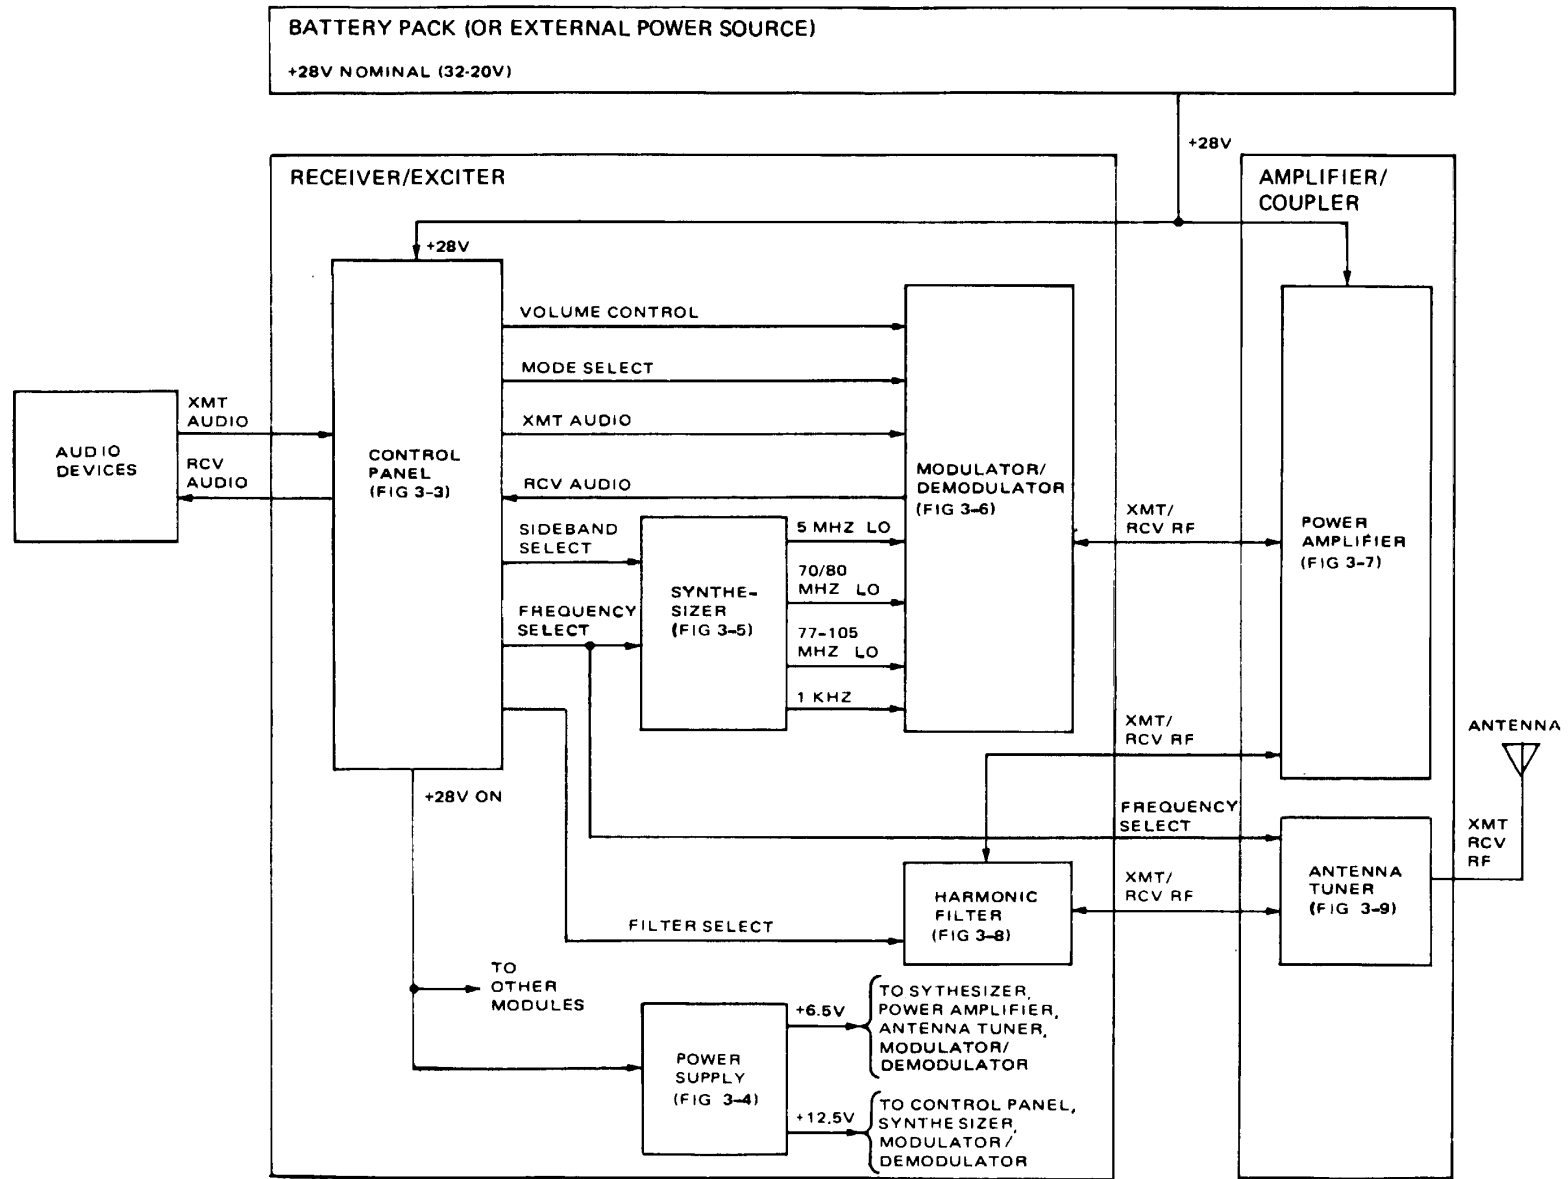 BATTERY PACK (OR EXTERNAL POWER SOURCE)
+28V NOMINAL (32-20V)
+28V
RECEIVER/EXCITER
AMPLIFIER/
COUPLER
+28V
VOLUME CONTROL
MODE SELECT
XMT AUDIO
RCV AUDIO
XMT
AUDIO
RCV
AUDIO
AUDIO
DEVICES
CONTROL
PANEL
(FIG 3-3)
MODULATOR/
DEMODULATOR
(FIG 3-6)
SIDEBAND
SELECT
FREQUENCY
SELECT
SYNTHE-
SIZER
(FIG 3-5)
5 MHZ LO
70/80
MHZ LO
77-105
MHZ LO
1 KHZ
XMT/
RCV RF
POWER
AMPLIFIER
(FIG 3-7)
XMT/
RCV RF
ANTENNA
+28V ON
FREQUENCY
SELECT
XMT
RCV
RF
HARMONIC
FILTER
(FIG 3-8)
XMT/
RCV RF
ANTENNA
TUNER
(FIG 3-9)
FILTER SELECT
TO
OTHER
MODULES
POWER
SUPPLY
(FIG 3-4)
+6.5V
TO SYTHESIZER,
POWER AMPLIFIER,
ANTENNA TUNER,
MODULATOR/
DEMODULATOR
+12.5V
TO CONTROL PANEL,
SYNTHESIZER,
MODULATOR/
DEMODULATOR